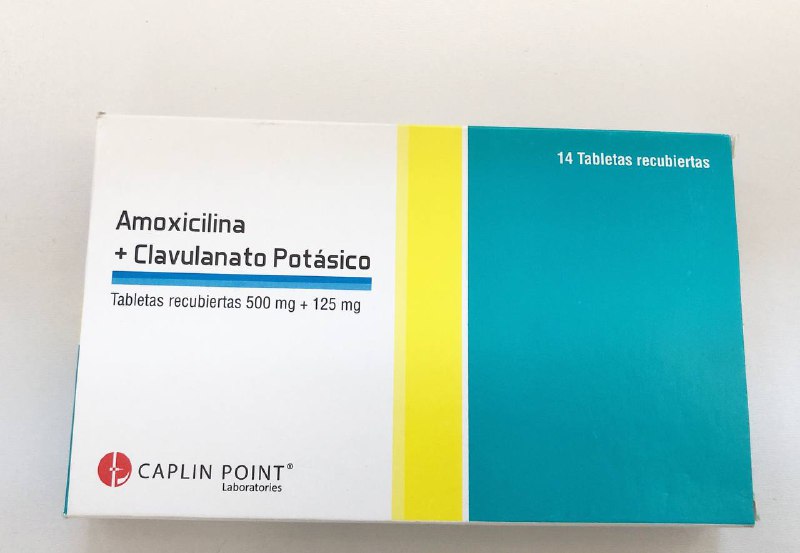 14 Tabletas recubiertas
Amoxicilina
+ Clavulanato Potásico
Tabletas recubiertas 500 mg + 125 mg
CAPLIN POINT®
Laboratories